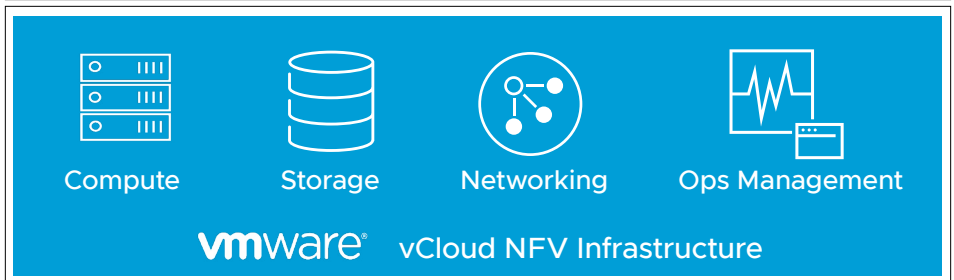 Compute Storage Networking Ops Management
vmware® vCloud NFV Infrastructure